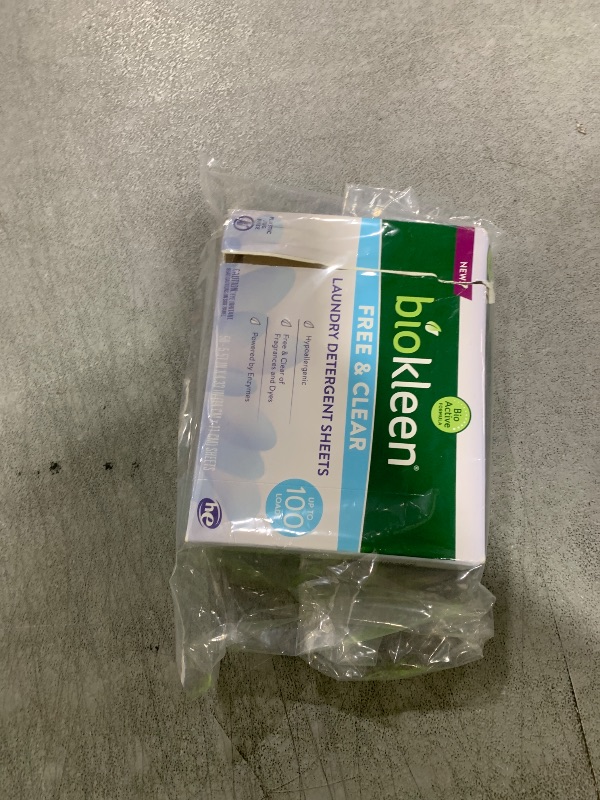 NEW!
biokleen®
Bio
Active
FORMULA
FREE & CLEAR
LAUNDRY DETERGENT SHEETS
Hypoallergenic
Free & Clear of
Fragrances and Dyes
Powered by Enzymes
UP TO
100
LOADS
he